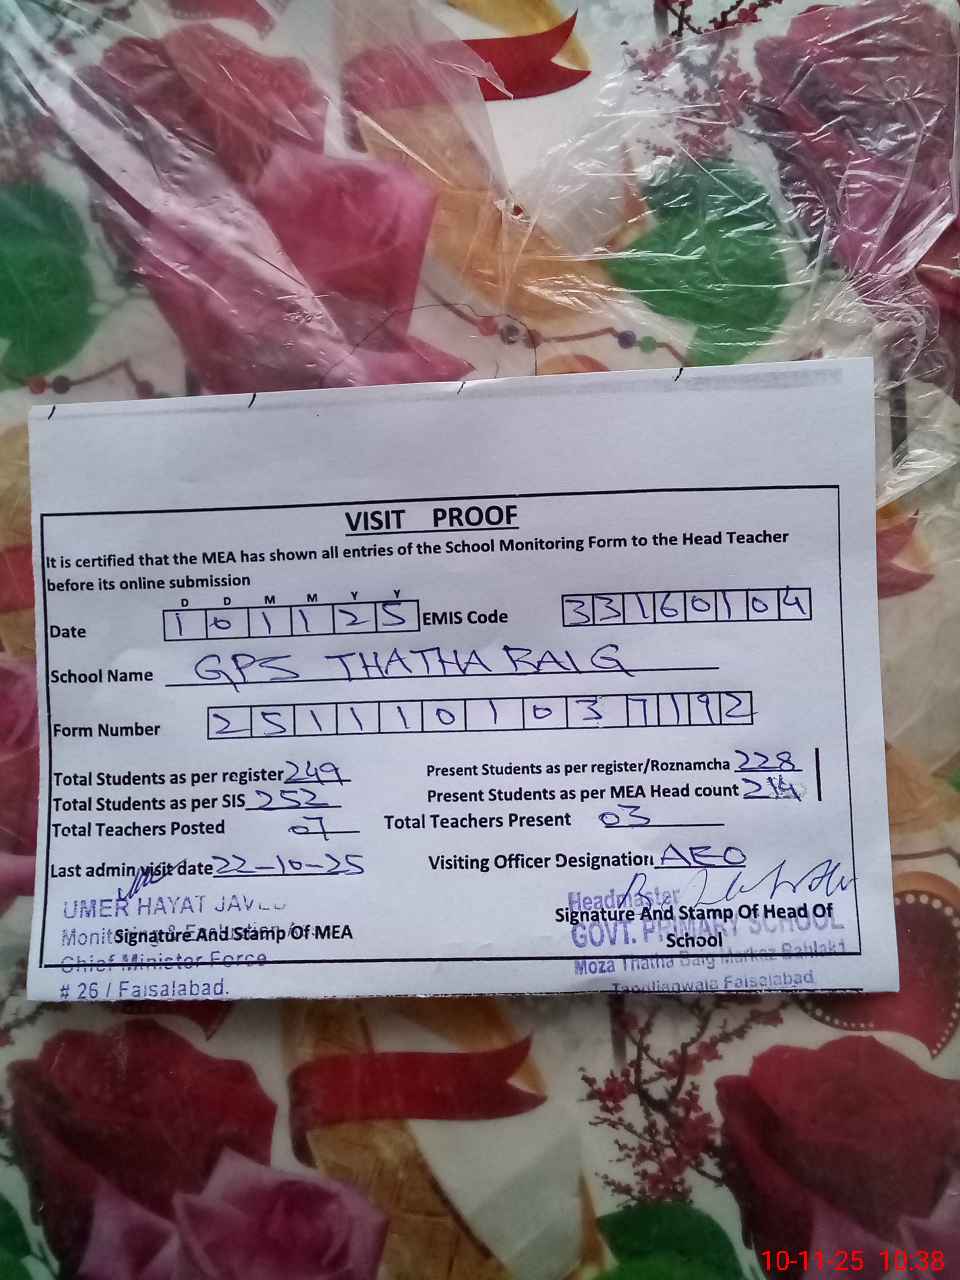 VISIT PROOF
It is certified that the MEA has shown all entries of the School Monitoring Form to the Head Teacher
before its online submission
D D M M Y Y
Date 1 0 1 1 2 5 EMIS Code 3 3 1 6 0 1 0 4
School Name GPS THATHA BAIG
Form Number 2 5 1 1 1 0 1 0 3 7 1 9 2
Total Students as per register 249 Present Students as per register/Roznamcha 228
Total Students as per SIS 252 Present Students as per MEA Head count 214
Total Teachers Posted 07 Total Teachers Present 03
Last admin visit date 22-10-25 Visiting Officer Designation AEO
UMER HAYAT Headmaster
Signature And Stamp Of MEA Signature And Stamp Of Head Of
School
GOVT. PRIMARY SCHOOL
Chief Minister Force Moza Thatha Baig Markaz Bahlaki
# 26 / Faisalabad. Faisalabad
10-11-25 10:38